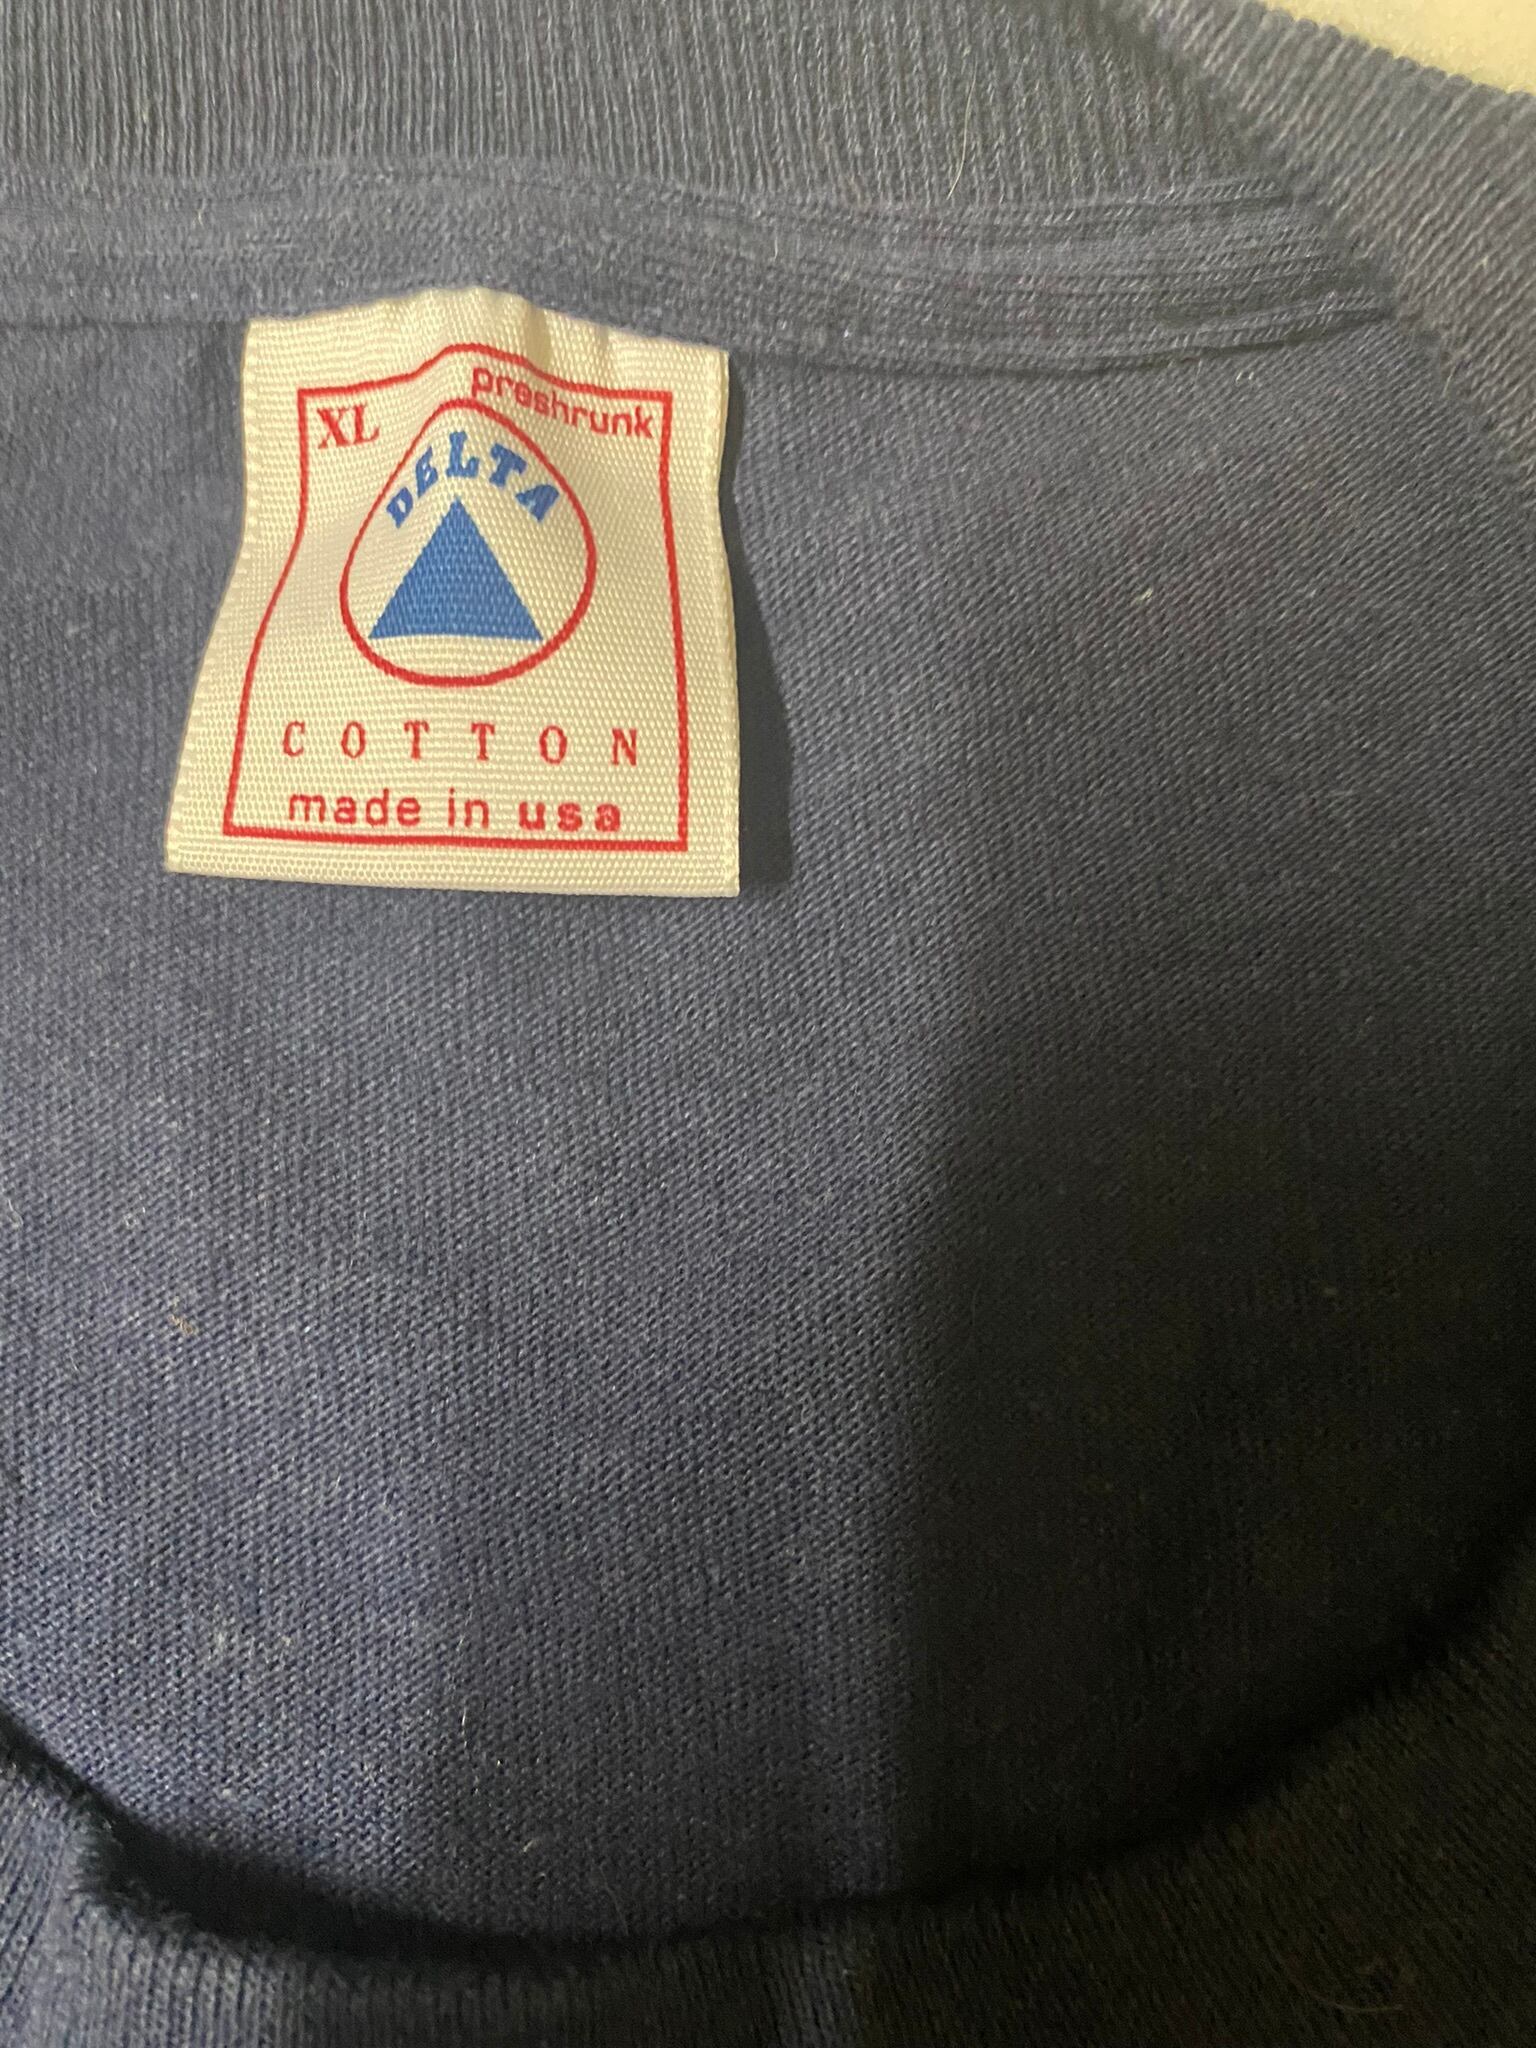 XL preshrunk
DELTA
COTTON
made in usa